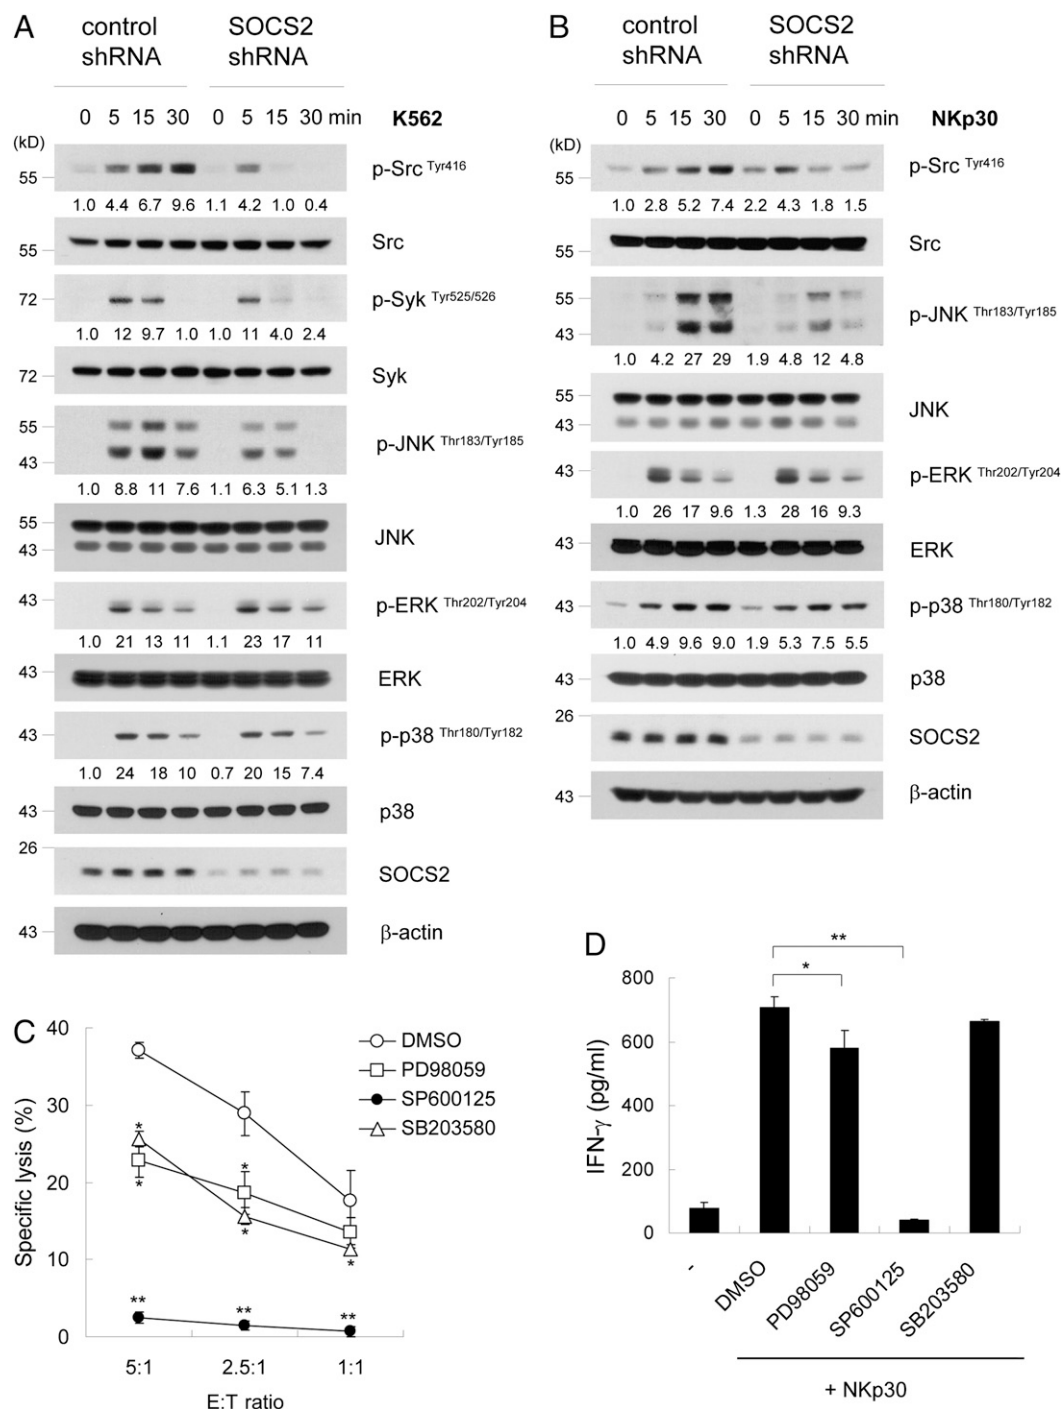 A
control
shRNA
SOCS2
shRNA
0 5 15 30 0 5 15 30 min K562
(kD)
55
p-Src Tyr416
1.0 4.4 6.7 9.6 1.1 4.2 1.0 0.4
55
Src
72
p-Syk Tyr525/526
1.0 12 9.7 1.0 1.0 11 4.0 2.4
72
Syk
55
43
p-JNK Thr183/Tyr185
1.0 8.8 11 7.6 1.1 6.3 5.1 1.3
55
43
JNK
43
p-ERK Thr202/Tyr204
1.0 21 13 11 1.1 23 17 11
43
ERK
43
p-p38 Thr180/Tyr182
1.0 24 18 10 0.7 20 15 7.4
43
p38
26
SOCS2
43
β-actin
B
control
shRNA
SOCS2
shRNA
0 5 15 30 0 5 15 30 min NKp30
(kD)
55
p-Src Tyr416
1.0 2.8 5.2 7.4 2.2 4.3 1.8 1.5
55
Src
55
43
p-JNK Thr183/Tyr185
1.0 4.2 27 29 1.9 4.8 12 4.8
55
43
JNK
43
p-ERK Thr202/Tyr204
1.0 26 17 9.6 1.3 28 16 9.3
43
ERK
43
p-p38 Thr180/Tyr182
1.0 4.9 9.6 9.0 1.9 5.3 7.5 5.5
43
p38
26
SOCS2
43
β-actin
C
Specific lysis (%)
40
30
20
10
0
DMSO
PD98059
SP600125
SB203580
*
*
*
*
*
** ** **
5:1 2.5:1 1:1
E:T ratio
D
IFN-γ (pg/ml)
800
600
400
200
0
**
*
- DMSO PD98059 SP600125 SB203580
+ NKp30